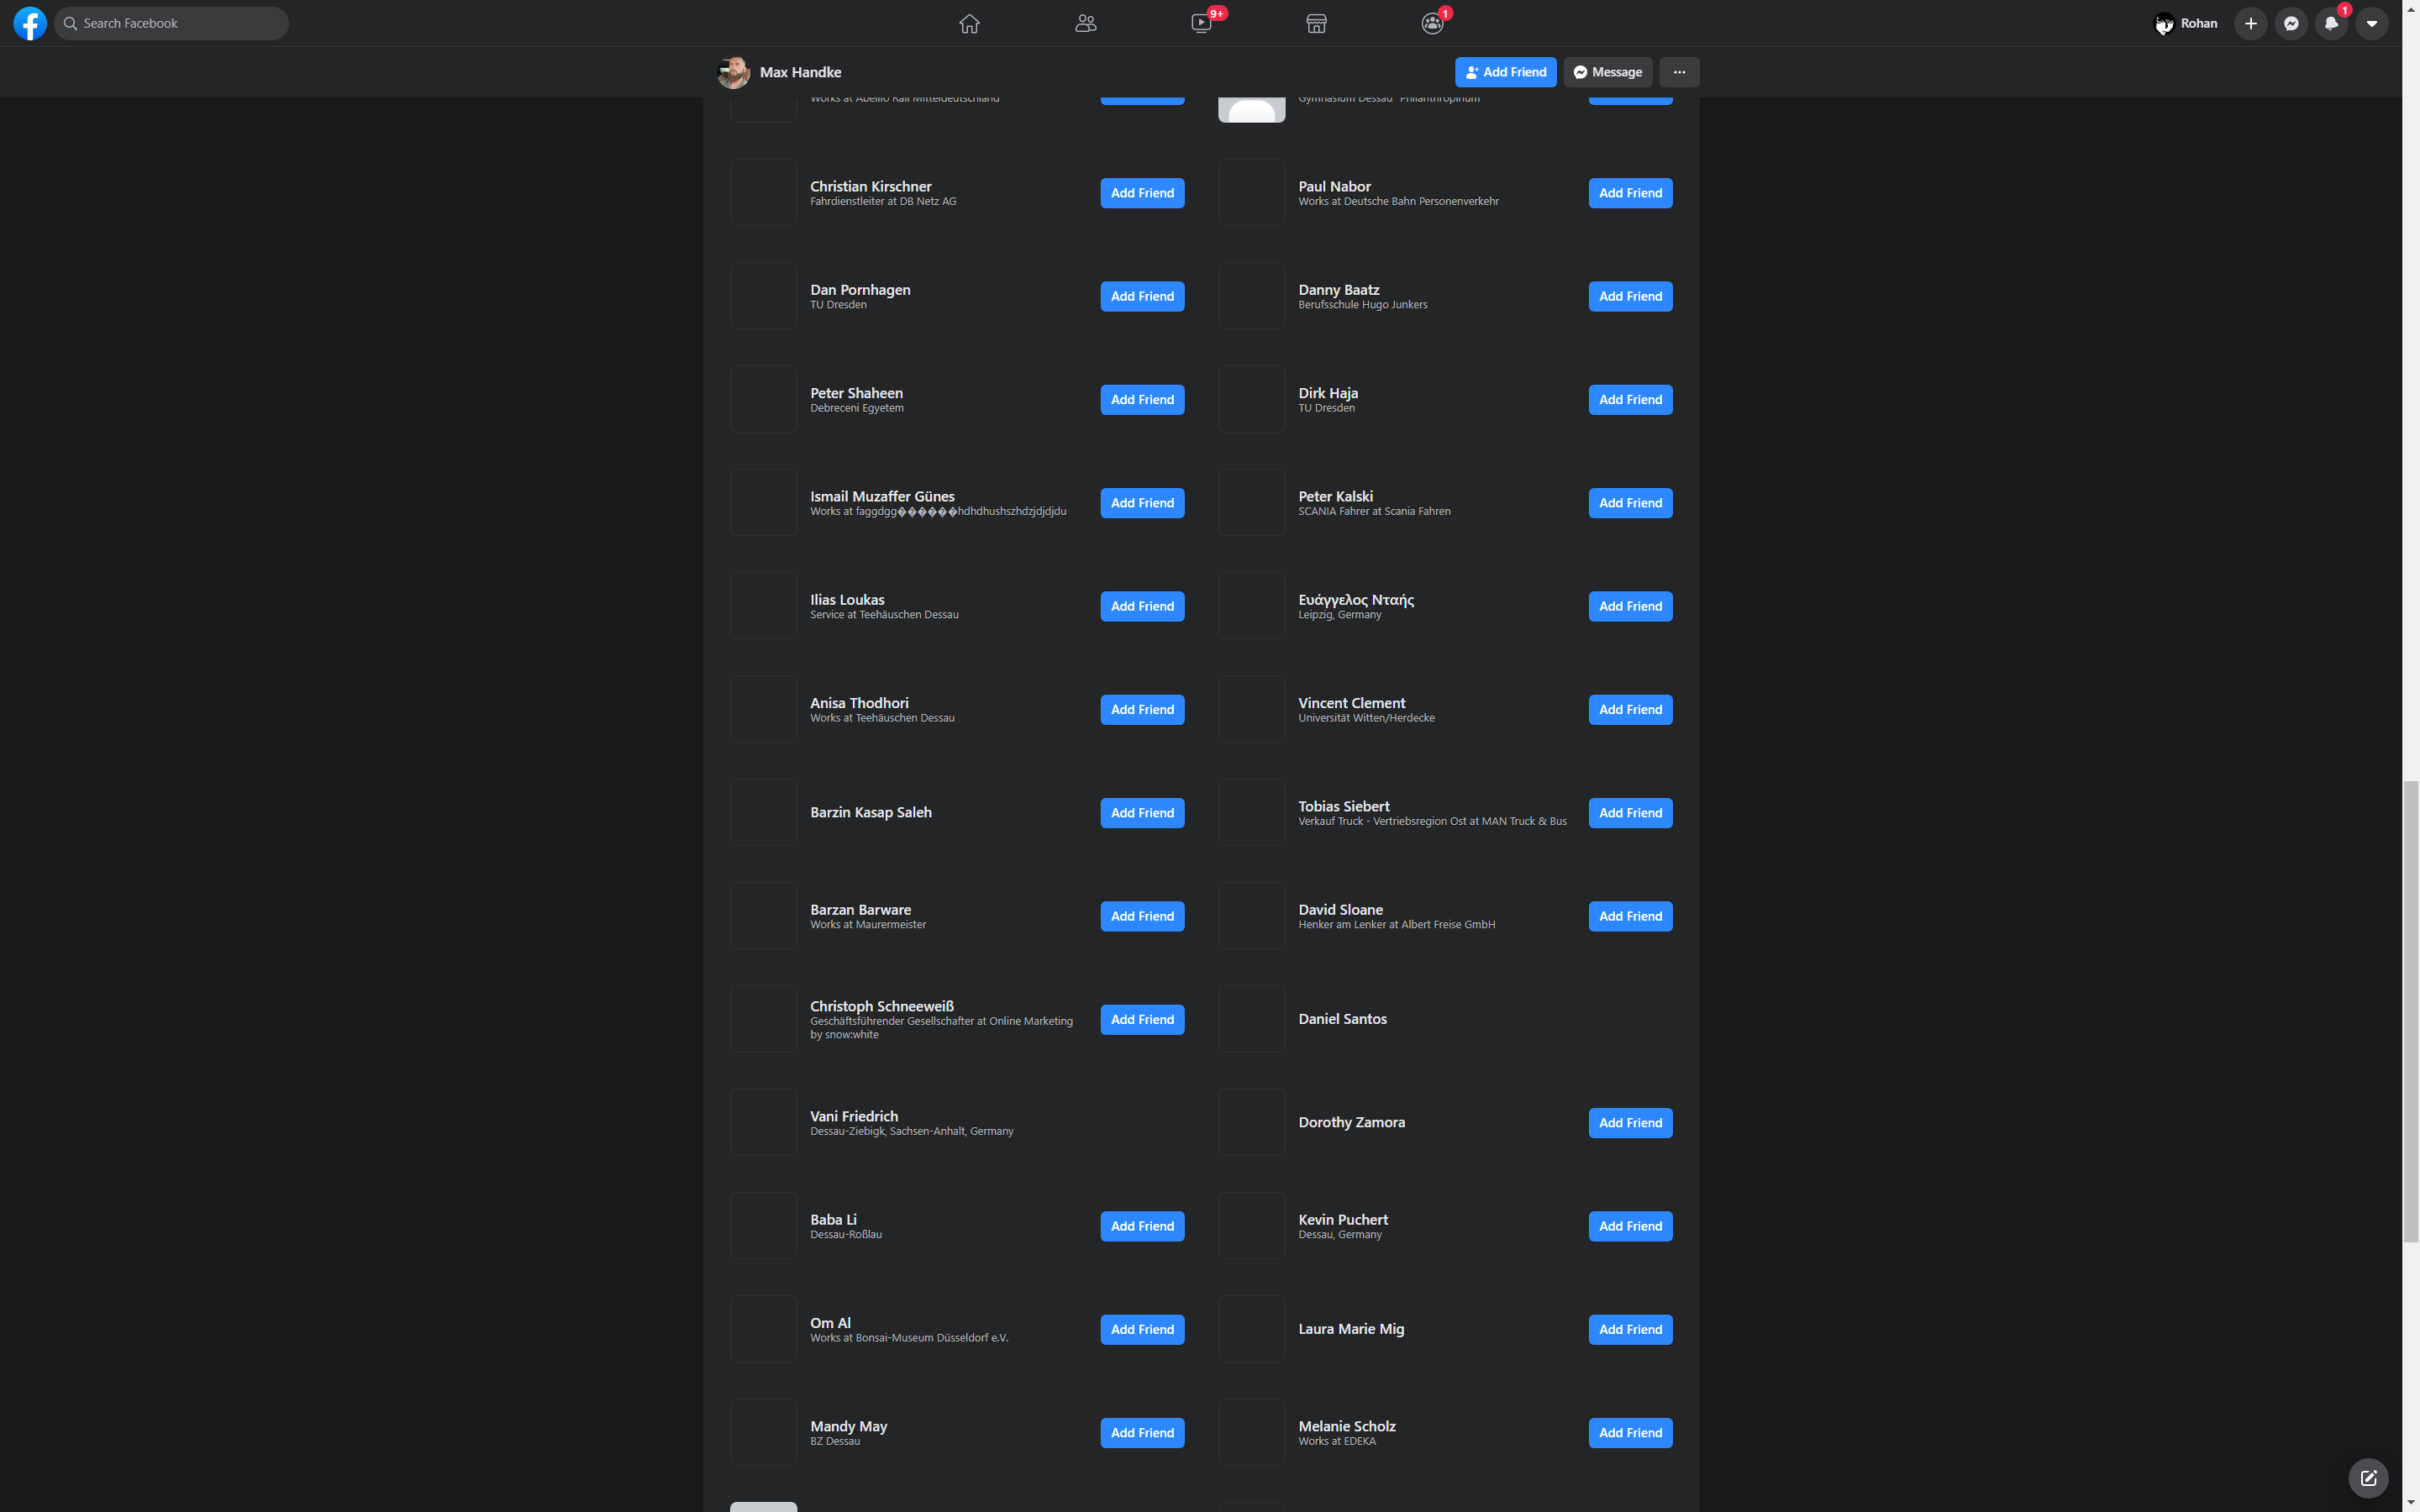 Search Facebook
9+
1
Rohan
1
Max Handke
Add Friend
Message
Works at Abellio Rail Mitteldeutschland
Gymnasium Dessau "Philanthropinum"
Christian Kirschner
Fahrdienstleiter at DB Netz AG
Add Friend
Paul Nabor
Works at Deutsche Bahn Personenverkehr
Add Friend
Dan Pornhagen
TU Dresden
Add Friend
Danny Baatz
Berufsschule Hugo Junkers
Add Friend
Peter Shaheen
Debreceni Egyetem
Add Friend
Dirk Haja
TU Dresden
Add Friend
Ismail Muzaffer Günes
Works at faggdgg������hdhdhushszhdzjdjdjdu
Add Friend
Peter Kalski
SCANIA Fahrer at Scania Fahren
Add Friend
Ilias Loukas
Service at Teehäuschen Dessau
Add Friend
Ευάγγελος Νταής
Leipzig, Germany
Add Friend
Anisa Thodhori
Works at Teehäuschen Dessau
Add Friend
Vincent Clement
Universität Witten/Herdecke
Add Friend
Barzin Kasap Saleh
Add Friend
Tobias Siebert
Verkauf Truck - Vertriebsregion Ost at MAN Truck & Bus
Add Friend
Barzan Barware
Works at Maurermeister
Add Friend
David Sloane
Henker am Lenker at Albert Freise GmbH
Add Friend
Christoph Schneeweiß
Geschäftsführender Gesellschafter at Online Marketing
by snow:white
Add Friend
Daniel Santos
Vani Friedrich
Dessau-Ziebigk, Sachsen-Anhalt, Germany
Dorothy Zamora
Add Friend
Baba Li
Dessau-Roßlau
Add Friend
Kevin Puchert
Dessau, Germany
Add Friend
Om Al
Works at Bonsai-Museum Düsseldorf e.V.
Add Friend
Laura Marie Mig
Add Friend
Mandy May
BZ Dessau
Add Friend
Melanie Scholz
Works at EDEKA
Add Friend